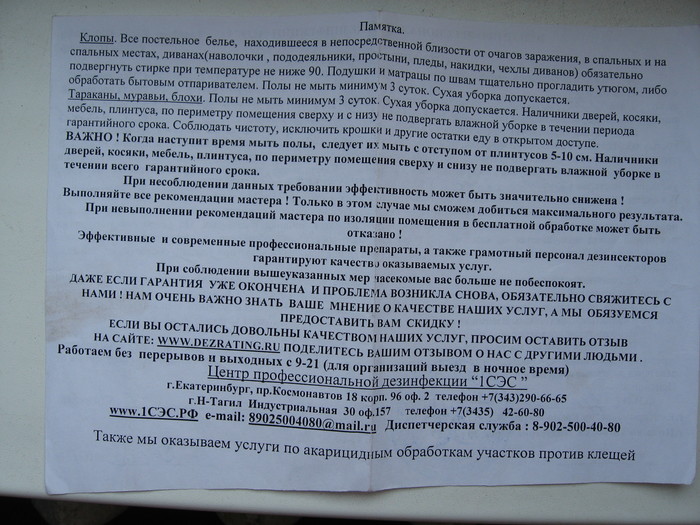 Памятка.
Клопы. Все постельное белье, находившееся в непосредственной близости от очагов заражения, в спальных и на
спальных местах, диванах(наволочки , пододеяльники, простыни, пледы, накидки, чехлы диванов) обязательно
подвергнуть стирке при температуре не ниже 90. Подушки и матрацы по швам тщательно прогладить утюгом, либо
обработать бытовым отпаривателем. Полы не мыть минимум 3 суток. Сухая уборка допускается.
Тараканы, муравьи, блохи. Полы не мыть минимум 3 суток. Сухая уборка допускается. Наличники дверей, косяки,
мебель, плинтуса, по периметру помещения сверху и с низу не подвергать влажной уборке в течении периода
гарантийного срока. Соблюдать чистоту, исключить крошки и другие остатки еду в открытом доступе.
ВАЖНО ! Когда наступит время мыть полы, следует их мыть с отступом от плинтусов 5-10 см. Наличники
дверей, косяки, мебель, плинтуса, по периметру помещения сверху и снизу не подвергать влажной уборке в
течении всего гарантийного срока.
При несоблюдении данных требовании эффективность может быть значительно снижена !
Выполняйте все рекомендации мастера ! Только в этом случае мы сможем добиться максимального результата.
При невыполнении рекомендаций мастера по изоляции помещения в бесплатной обработке может быть
отказано !
Эффективные и современные профессиональные препараты, а также грамотный персонал дезинсекторов
гарантируют качество оказываемых услуг.
При соблюдении вышеуказанных мер насекомые вас больше не побеспокоят.
ДАЖЕ ЕСЛИ ГАРАНТИЯ УЖЕ ОКОНЧЕНА И ПРОБЛЕМА ВОЗНИКЛА СНОВА, ОБЯЗАТЕЛЬНО СВЯЖИТЕСЬ С
НАМИ ! НАМ ОЧЕНЬ ВАЖНО ЗНАТЬ ВАШЕ МНЕНИЕ О КАЧЕСТВЕ НАШИХ УСЛУГ, А МЫ ОБЯЗУЕМСЯ
ПРЕДОСТАВИТЬ ВАМ СКИДКУ !
ЕСЛИ ВЫ ОСТАЛИСЬ ДОВОЛЬНЫ КАЧЕСТВОМ НАШИХ УСЛУГ, ПРОСИМ ОСТАВИТЬ ОТЗЫВ
НА САЙТЕ: WWW.DEZRATING.RU ПОДЕЛИТЕСЬ ВАШИМ ОТЗЫВОМ О НАС С ДРУГИМИ ЛЮДЬМИ .
Работаем без перерывов и выходных с 9-21 (для организаций выезд в ночное время)
Центр профессиональной дезинфекции “1СЭС ”
г.Екатеринбург, пр.Космонавтов 18 корп. 96 оф. 2 телефон +7(343)290-66-65
г.Н-Тагил Индустриальная 30 оф.157 телефон +7(3435) 42-60-80
www.1СЭС.РФ e-mail: 89025004080@mail.ru Диспетчерская служба : 8-902-500-40-80
Также мы оказываем услуги по акарицидным обработкам участков против клещей